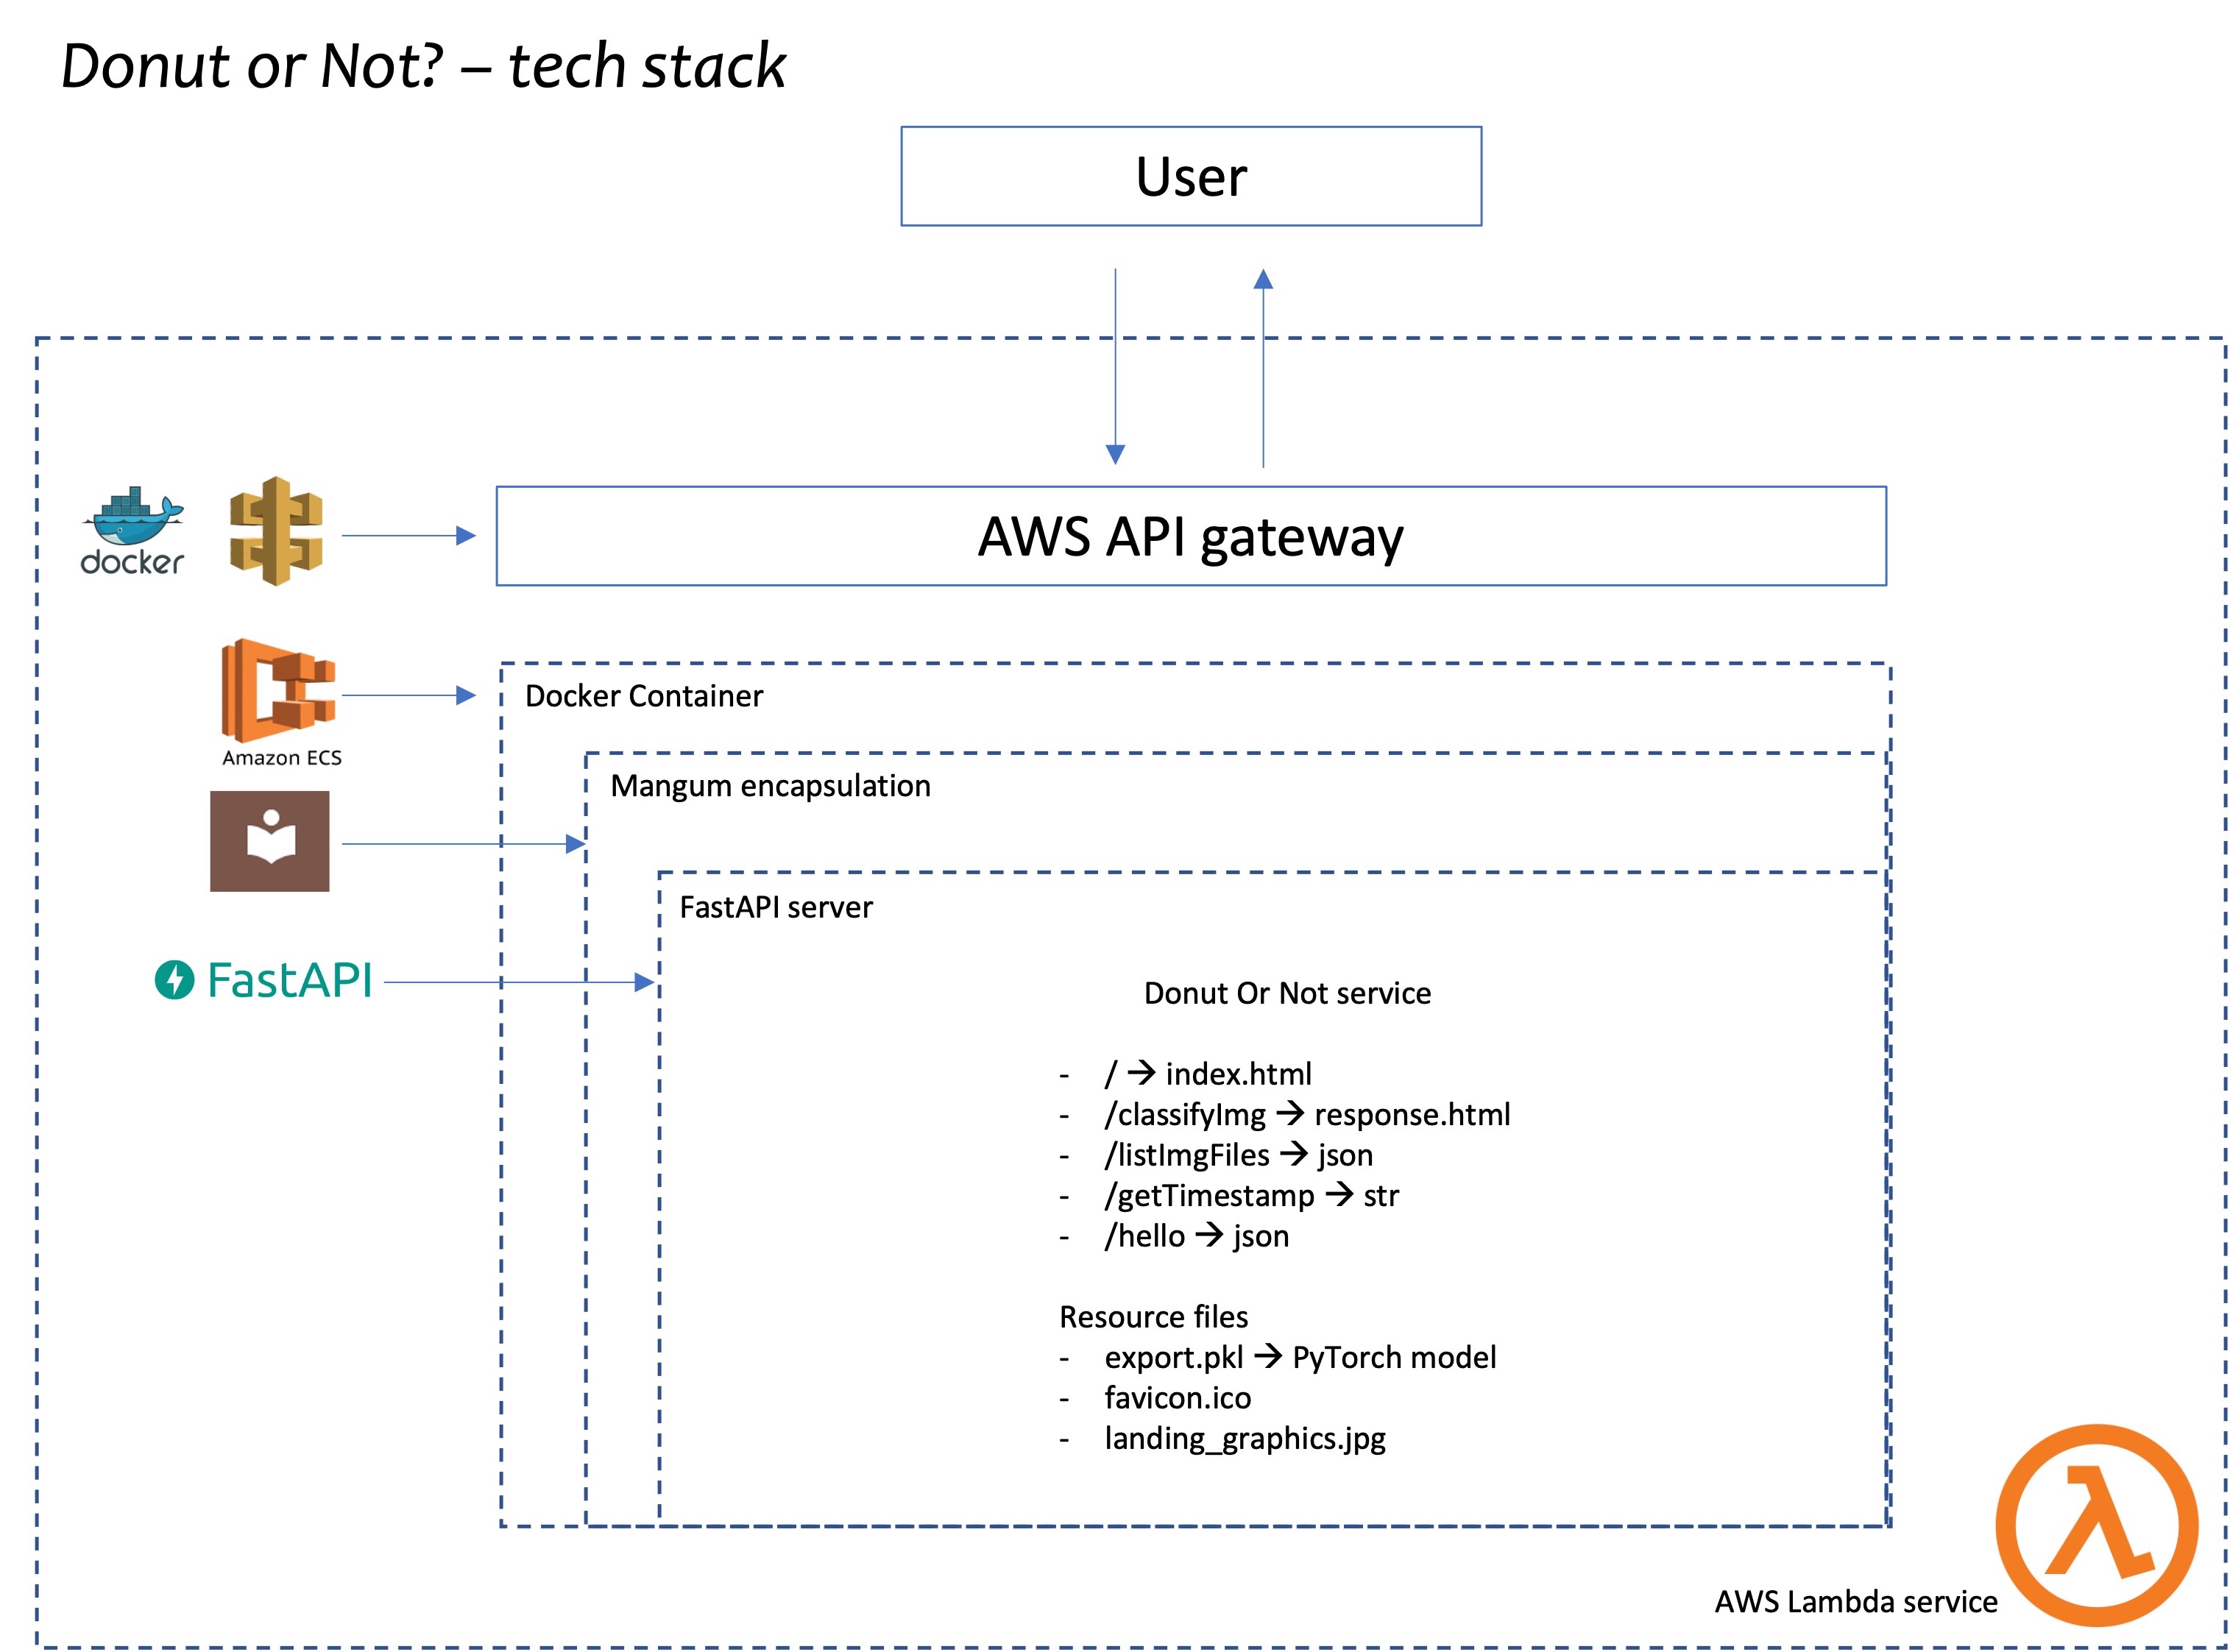 Donut or Not? – tech stack
User
docker
AWS API gateway
Amazon ECS
Docker Container
Mangum encapsulation
FastAPI server
FastAPI
Donut Or Not service
- / → index.html
- /classifyImg → response.html
- /listImgFiles → json
- /getTimestamp → str
- /hello → json
Resource files
- export.pkl → PyTorch model
- favicon.ico
- landing_graphics.jpg
AWS Lambda service
λ